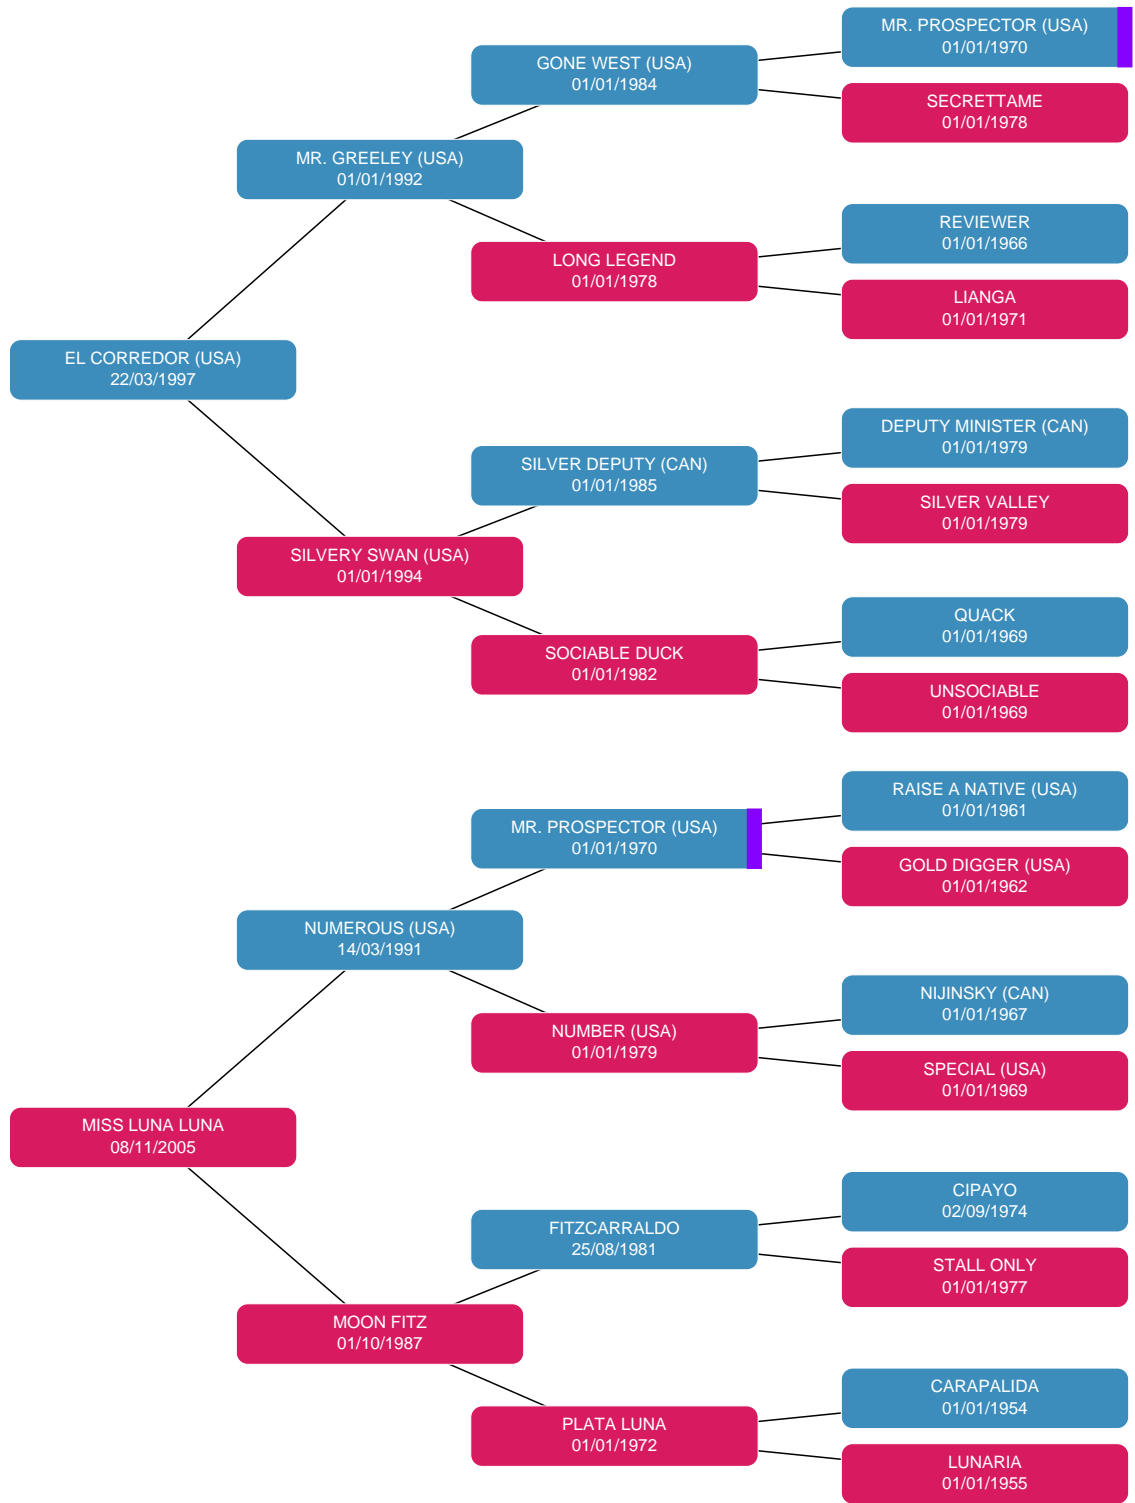 MR. PROSPECTOR (USA)
01/01/1970
GONE WEST (USA)
01/01/1984
SECRETTAME
01/01/1978
MR. GREELEY (USA)
01/01/1992
REVIEWER
01/01/1966
LONG LEGEND
01/01/1978
LIANGA
01/01/1971
EL CORREDOR (USA)
22/03/1997
DEPUTY MINISTER (CAN)
01/01/1979
SILVER DEPUTY (CAN)
01/01/1985
SILVER VALLEY
01/01/1979
SILVERY SWAN (USA)
01/01/1994
QUACK
01/01/1969
SOCIABLE DUCK
01/01/1982
UNSOCIABLE
01/01/1969
RAISE A NATIVE (USA)
01/01/1961
MR. PROSPECTOR (USA)
01/01/1970
GOLD DIGGER (USA)
01/01/1962
NUMEROUS (USA)
14/03/1991
NIJINSKY (CAN)
01/01/1967
NUMBER (USA)
01/01/1979
SPECIAL (USA)
01/01/1969
MISS LUNA LUNA
08/11/2005
CIPAYO
02/09/1974
FITZCARRALDO
25/08/1981
STALL ONLY
01/01/1977
MOON FITZ
01/10/1987
CARAPALIDA
01/01/1954
PLATA LUNA
01/01/1972
LUNARIA
01/01/1955